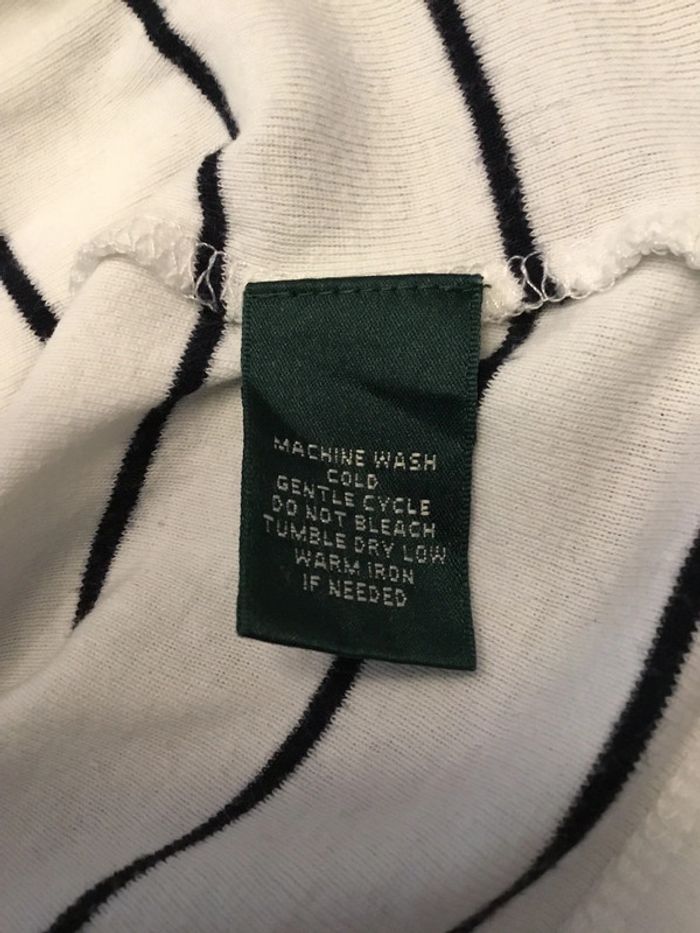 MACHINE WASH
COLD
GENTLE CYCLE
DO NOT BLEACH
TUMBLE DRY LOW
WARM IRON
IF NEEDED